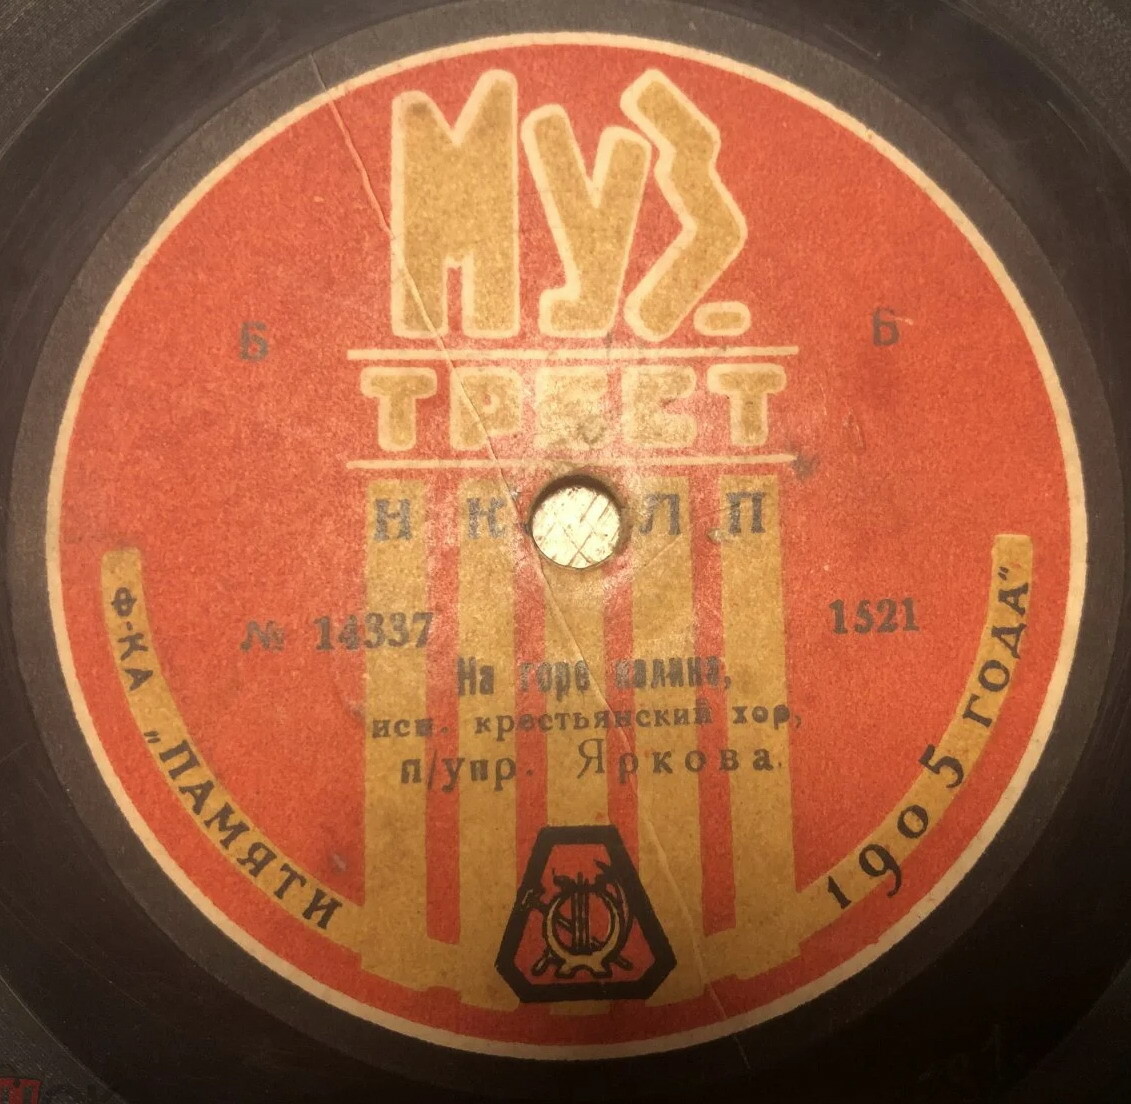 Муз.
ТРЕСТ
Б Б
Н К Л П
№ 14337 1521
На горе калина,
исп. крестьянский хор,
п/упр. Яркова.
Ф-КА „ПАМЯТИ 1905 ГОДА"